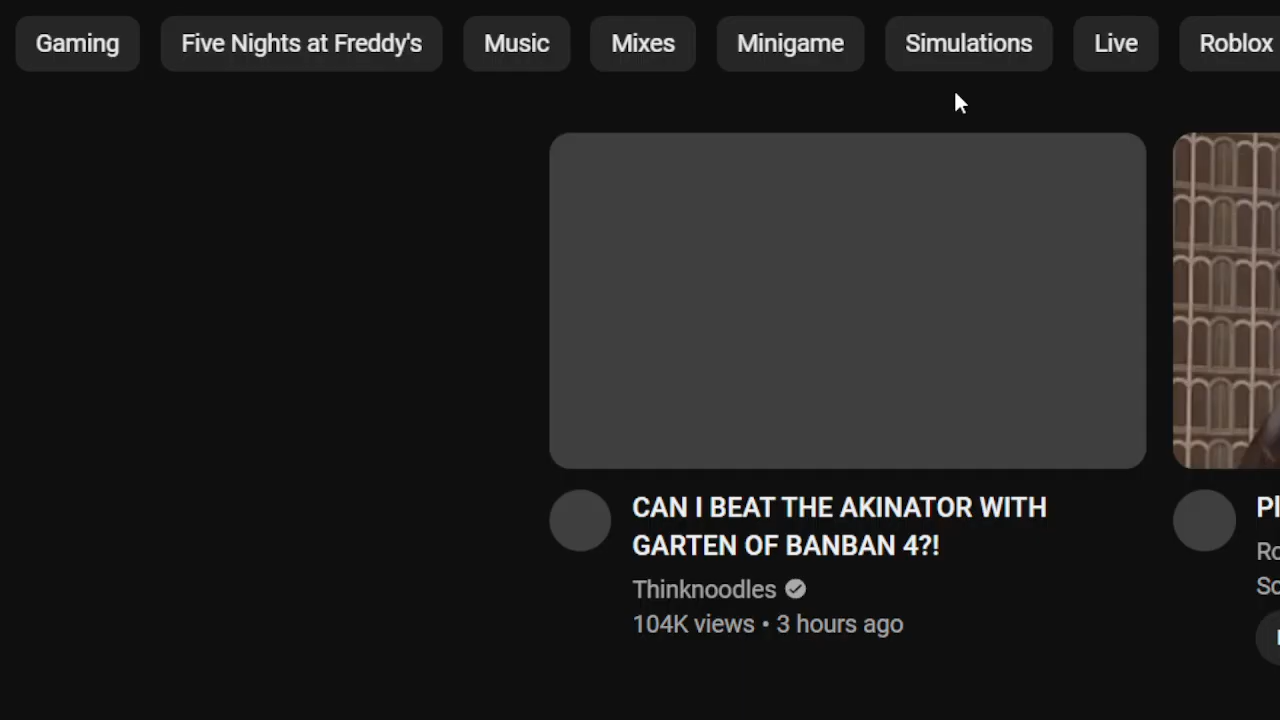 Gaming Five Nights at Freddy's Music Mixes Minigame Simulations Live Roblox
CAN I BEAT THE AKINATOR WITH
GARTEN OF BANBAN 4?!
Thinknoodles
104K views • 3 hours ago